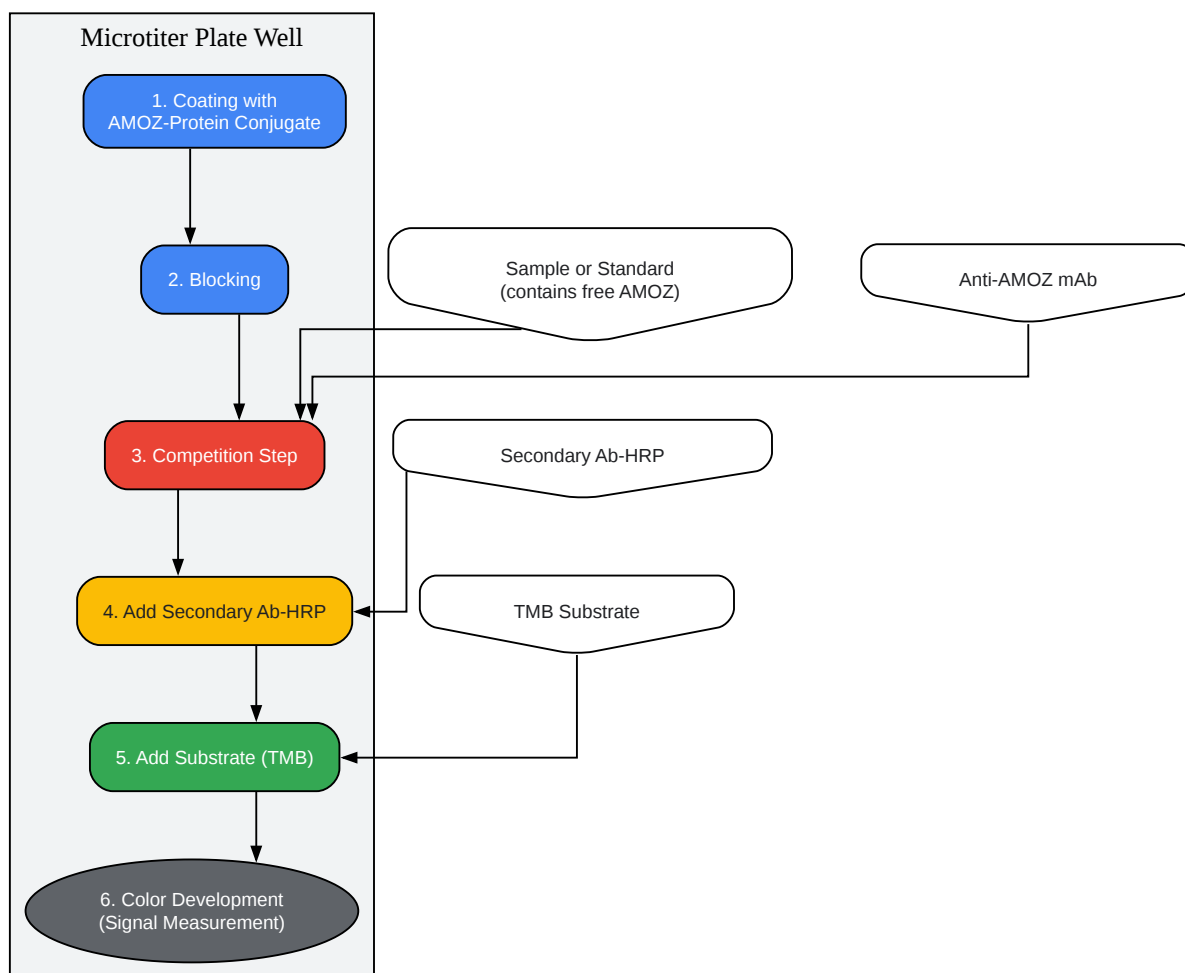 Microtiter Plate Well
1. Coating with
AMOZ-Protein Conjugate
2. Blocking
Sample or Standard
(contains free AMOZ)
Anti-AMOZ mAb
3. Competition Step
Secondary Ab-HRP
4. Add Secondary Ab-HRP
TMB Substrate
5. Add Substrate (TMB)
6. Color Development
(Signal Measurement)